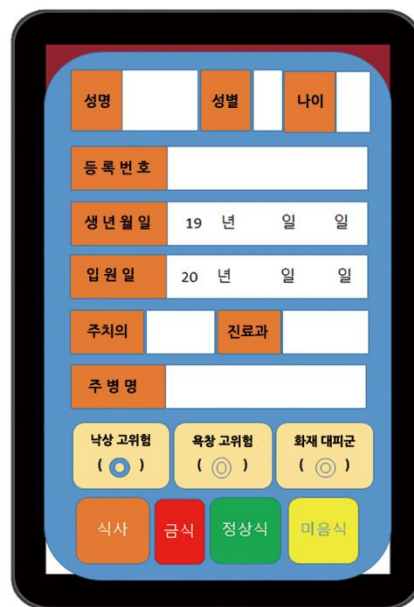 성명 성별 나이
등록번호
생년월일 19 년 일 일
입원일 20 년 일 일
주치의 진료과
주병명
낙상 고위험 욕창 고위험 화재 대피군
( ◎ ) ( ◎ ) ( ◎ )
식사 금식 정상식 미음식